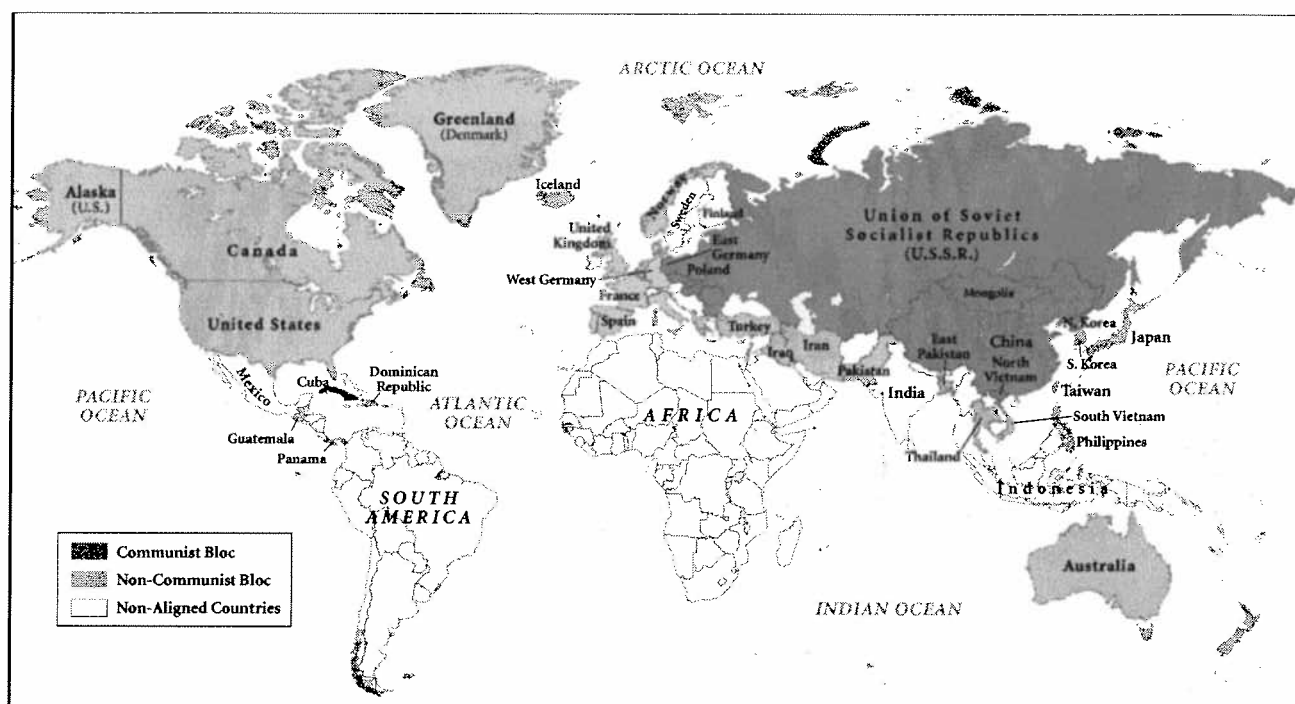 ARCTIC OCEAN
Greenland
(Denmark)
Alaska
(U.S.)
Iceland
Norway
Sweden
Finland
Canada
United
Kingdom
Union of Soviet
Socialist Republics
(U.S.S.R.)
East
Germany
Poland
West Germany
Mongolia
France
United States
Spain
Turkey
Iran
Iraq
East
Pakistan
China
North
Vietnam
N. Korea
Japan
S. Korea
Pakistan
PACIFIC
OCEAN
Mexico
Cuba
Dominican
Republic
ATLANTIC
OCEAN
AFRICA
India
Taiwan
PACIFIC
OCEAN
South Vietnam
Guatemala
Panama
Philippines
Thailand
SOUTH
AMERICA
Indonesia
Communist Bloc
Non-Communist Bloc
Non-Aligned Countries
Australia
INDIAN OCEAN